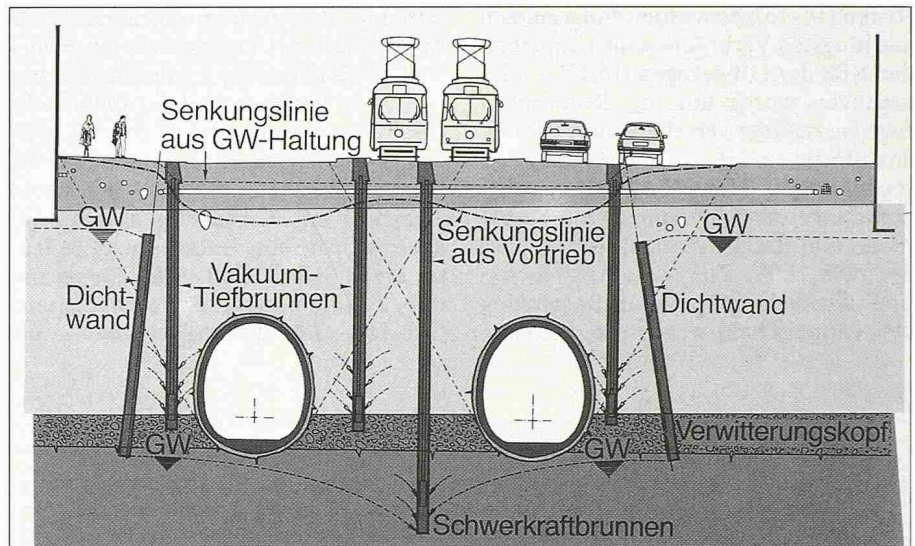 Senkungslinie
aus GW-Haltung
GW
Senkungslinie
aus Vortrieb
GW
Dicht-
wand
Vakuum-
Tiefbrunnen
Dichtwand
GW
GW
Verwitterungskopf
Schwerkraftbrunnen